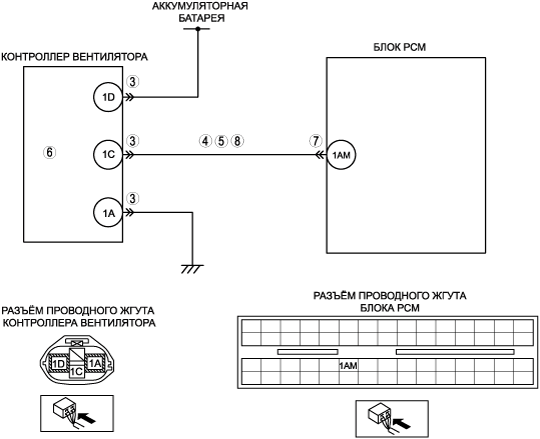 АККУМУЛЯТОРНАЯ
БАТАРЕЯ
КОНТРОЛЛЕР ВЕНТИЛЯТОРА
БЛОК PCM
1D
3
6
1C
3
4 5 8
7
1AM
1A
3
РАЗЪЁМ ПРОВОДНОГО ЖГУТА
КОНТРОЛЛЕРА ВЕНТИЛЯТОРА
РАЗЪЁМ ПРОВОДНОГО ЖГУТА
БЛОКА PCM
1D
1C
1A
1AM